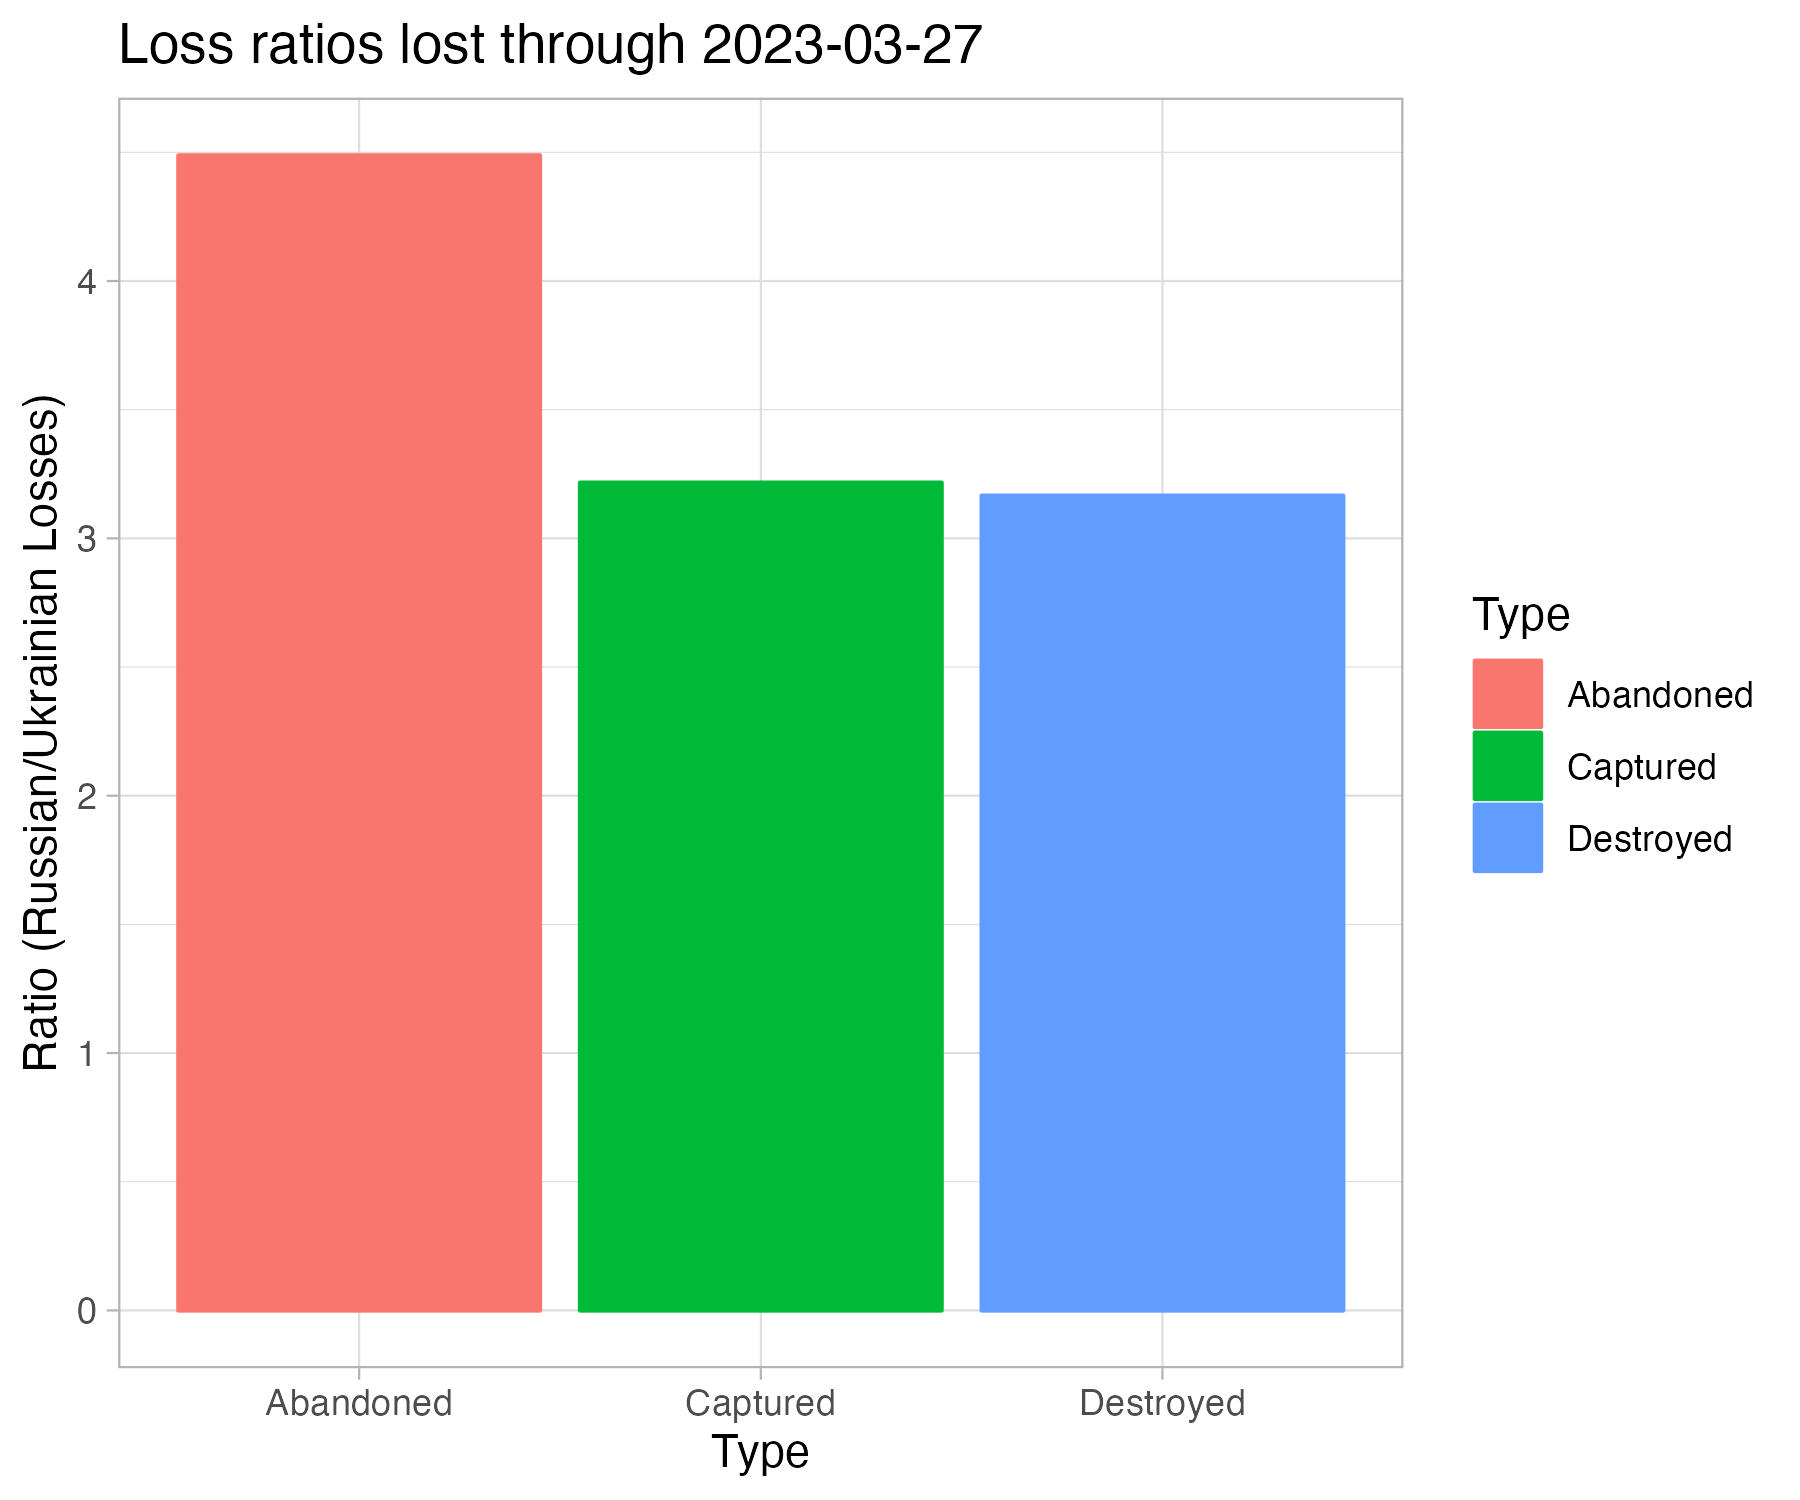 Loss ratios lost through 2023-03-27
Ratio (Russian/Ukrainian Losses)
4
3
2
1
0
Abandoned
Captured
Destroyed
Type
Type
Abandoned
Captured
Destroyed